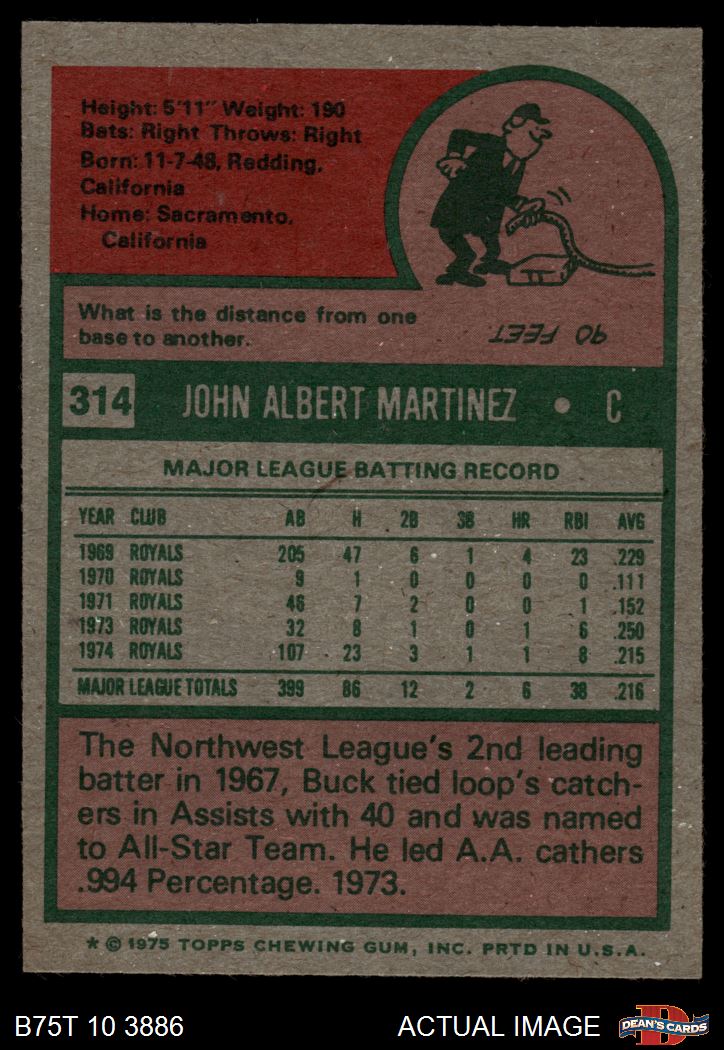 Height: 5'11" Weight: 190
Bats: Right Throws: Right
Born: 11-7-48, Redding,
California
Home: Sacramento,
California
What is the distance from one
base to another.
90 FEET.
314 JOHN ALBERT MARTINEZ • C
MAJOR LEAGUE BATTING RECORD
YEAR CLUB AB H 2B 3B HR RBI AVG
1969 ROYALS 205 47 6 1 4 23 .229
1970 ROYALS 9 1 0 0 0 0 .111
1971 ROYALS 46 7 2 0 0 1 .152
1973 ROYALS 32 8 1 0 1 6 .250
1974 ROYALS 107 23 3 1 1 8 .215
MAJOR LEAGUE TOTALS 399 86 12 2 6 38 .216
The Northwest League's 2nd leading
batter in 1967, Buck tied loop's catch-
ers in Assists with 40 and was named
to All-Star Team. He led A.A. cathers
.994 Percentage. 1973.
* © 1975 TOPPS CHEWING GUM, INC. PRTD IN U.S.A.
B75T 10 3886 ACTUAL IMAGE D DEAN'S CARDS